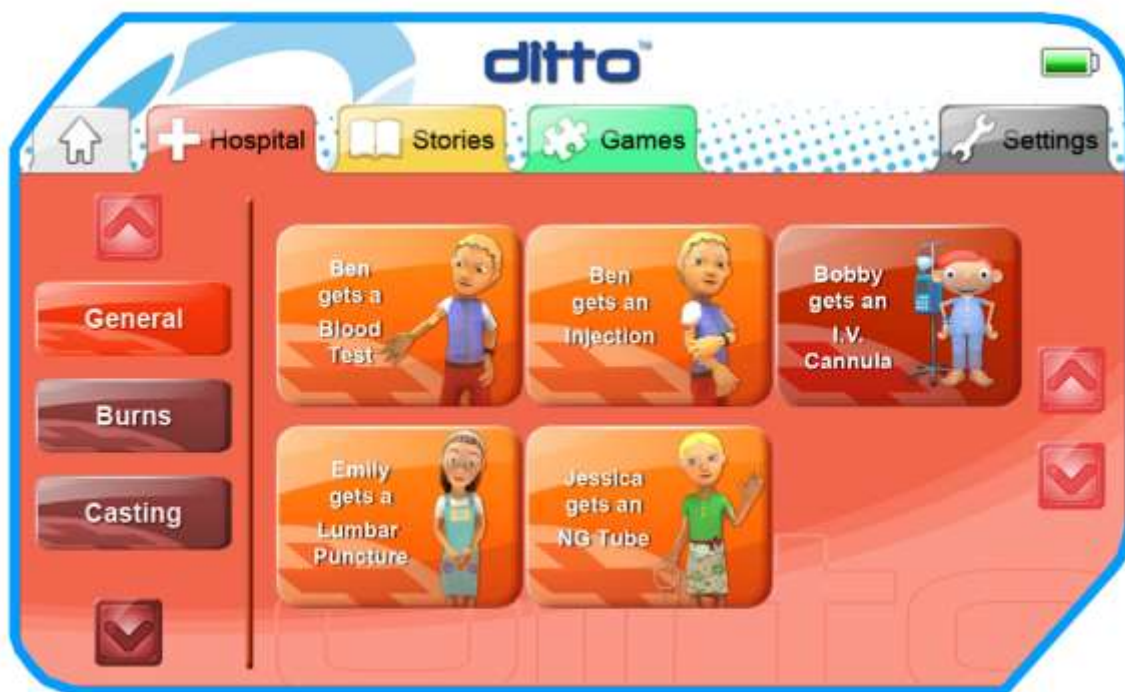 ditto™
Hospital
Stories
Games
Settings
General
Burns
Casting
Ben
gets a
Blood
Test
Ben
gets an
Injection
Bobby
gets an
I.V.
Cannula
Emily
gets a
Lumbar
Puncture
Jessica
gets an
NG Tube
ditto